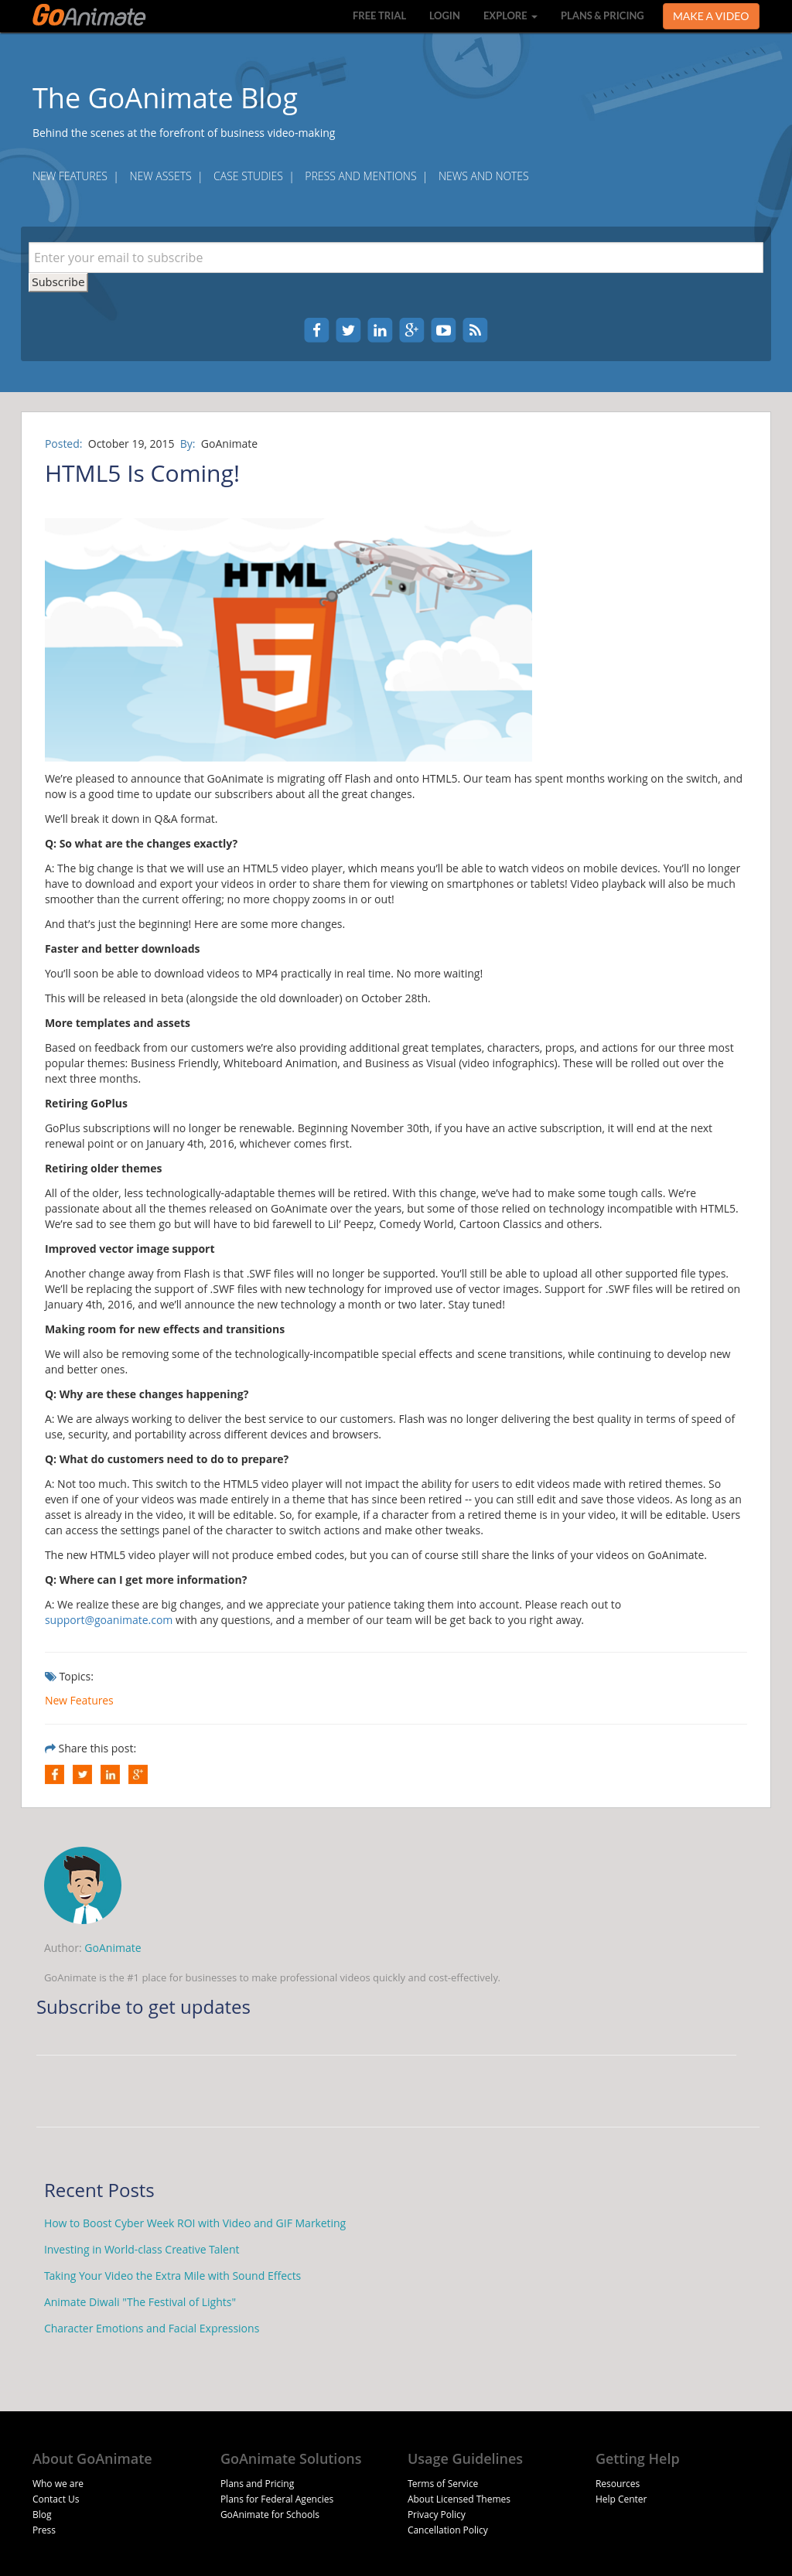 GoAnimate
FREE TRIAL LOGIN EXPLORE PLANS & PRICING MAKE A VIDEO
The GoAnimate Blog
Behind the scenes at the forefront of business video-making
NEW FEATURES | NEW ASSETS | CASE STUDIES | PRESS AND MENTIONS | NEWS AND NOTES
Enter your email to subscribe
Subscribe
Posted: October 19, 2015 By: GoAnimate
HTML5 Is Coming!
HTML
5
We’re pleased to announce that GoAnimate is migrating off Flash and onto HTML5. Our team has spent months working on the switch, and
now is a good time to update our subscribers about all the great changes.
We’ll break it down in Q&A format.
Q: So what are the changes exactly?
A: The big change is that we will use an HTML5 video player, which means you’ll be able to watch videos on mobile devices. You’ll no longer
have to download and export your videos in order to share them for viewing on smartphones or tablets! Video playback will also be much
smoother than the current offering; no more choppy zooms in or out!
And that’s just the beginning! Here are some more changes.
Faster and better downloads
You’ll soon be able to download videos to MP4 practically in real time. No more waiting!
This will be released in beta (alongside the old downloader) on October 28th.
More templates and assets
Based on feedback from our customers we’re also providing additional great templates, characters, props, and actions for our three most
popular themes: Business Friendly, Whiteboard Animation, and Business as Visual (video infographics). These will be rolled out over the
next three months.
Retiring GoPlus
GoPlus subscriptions will no longer be renewable. Beginning November 30th, if you have an active subscription, it will end at the next
renewal point or on January 4th, 2016, whichever comes first.
Retiring older themes
All of the older, less technologically-adaptable themes will be retired. With this change, we’ve had to make some tough calls. We’re
passionate about all the themes released on GoAnimate over the years, but some of those relied on technology incompatible with HTML5.
We’re sad to see them go but will have to bid farewell to Lil’ Peepz, Comedy World, Cartoon Classics and others.
Improved vector image support
Another change away from Flash is that .SWF files will no longer be supported. You’ll still be able to upload all other supported file types.
We’ll be replacing the support of .SWF files with new technology for improved use of vector images. Support for .SWF files will be retired on
January 4th, 2016, and we’ll announce the new technology a month or two later. Stay tuned!
Making room for new effects and transitions
We will also be removing some of the technologically-incompatible special effects and scene transitions, while continuing to develop new
and better ones.
Q: Why are these changes happening?
A: We are always working to deliver the best service to our customers. Flash was no longer delivering the best quality in terms of speed of
use, security, and portability across different devices and browsers.
Q: What do customers need to do to prepare?
A: Not too much. This switch to the HTML5 video player will not impact the ability for users to edit videos made with retired themes. So
even if one of your videos was made entirely in a theme that has since been retired -- you can still edit and save those videos. As long as an
asset is already in the video, it will be editable. So, for example, if a character from a retired theme is in your video, it will be editable. Users
can access the settings panel of the character to switch actions and make other tweaks.
The new HTML5 video player will not produce embed codes, but you can of course still share the links of your videos on GoAnimate.
Q: Where can I get more information?
A: We realize these are big changes, and we appreciate your patience taking them into account. Please reach out to
support@goanimate.com with any questions, and a member of our team will be get back to you right away.
Topics:
New Features
Share this post:
Author: GoAnimate
GoAnimate is the #1 place for businesses to make professional videos quickly and cost-effectively.
Subscribe to get updates
Recent Posts
How to Boost Cyber Week ROI with Video and GIF Marketing
Investing in World-class Creative Talent
Taking Your Video the Extra Mile with Sound Effects
Animate Diwali "The Festival of Lights"
Character Emotions and Facial Expressions
About GoAnimate
Who we are
Contact Us
Blog
Press
GoAnimate Solutions
Plans and Pricing
Plans for Federal Agencies
GoAnimate for Schools
Usage Guidelines
Terms of Service
About Licensed Themes
Privacy Policy
Cancellation Policy
Getting Help
Resources
Help Center